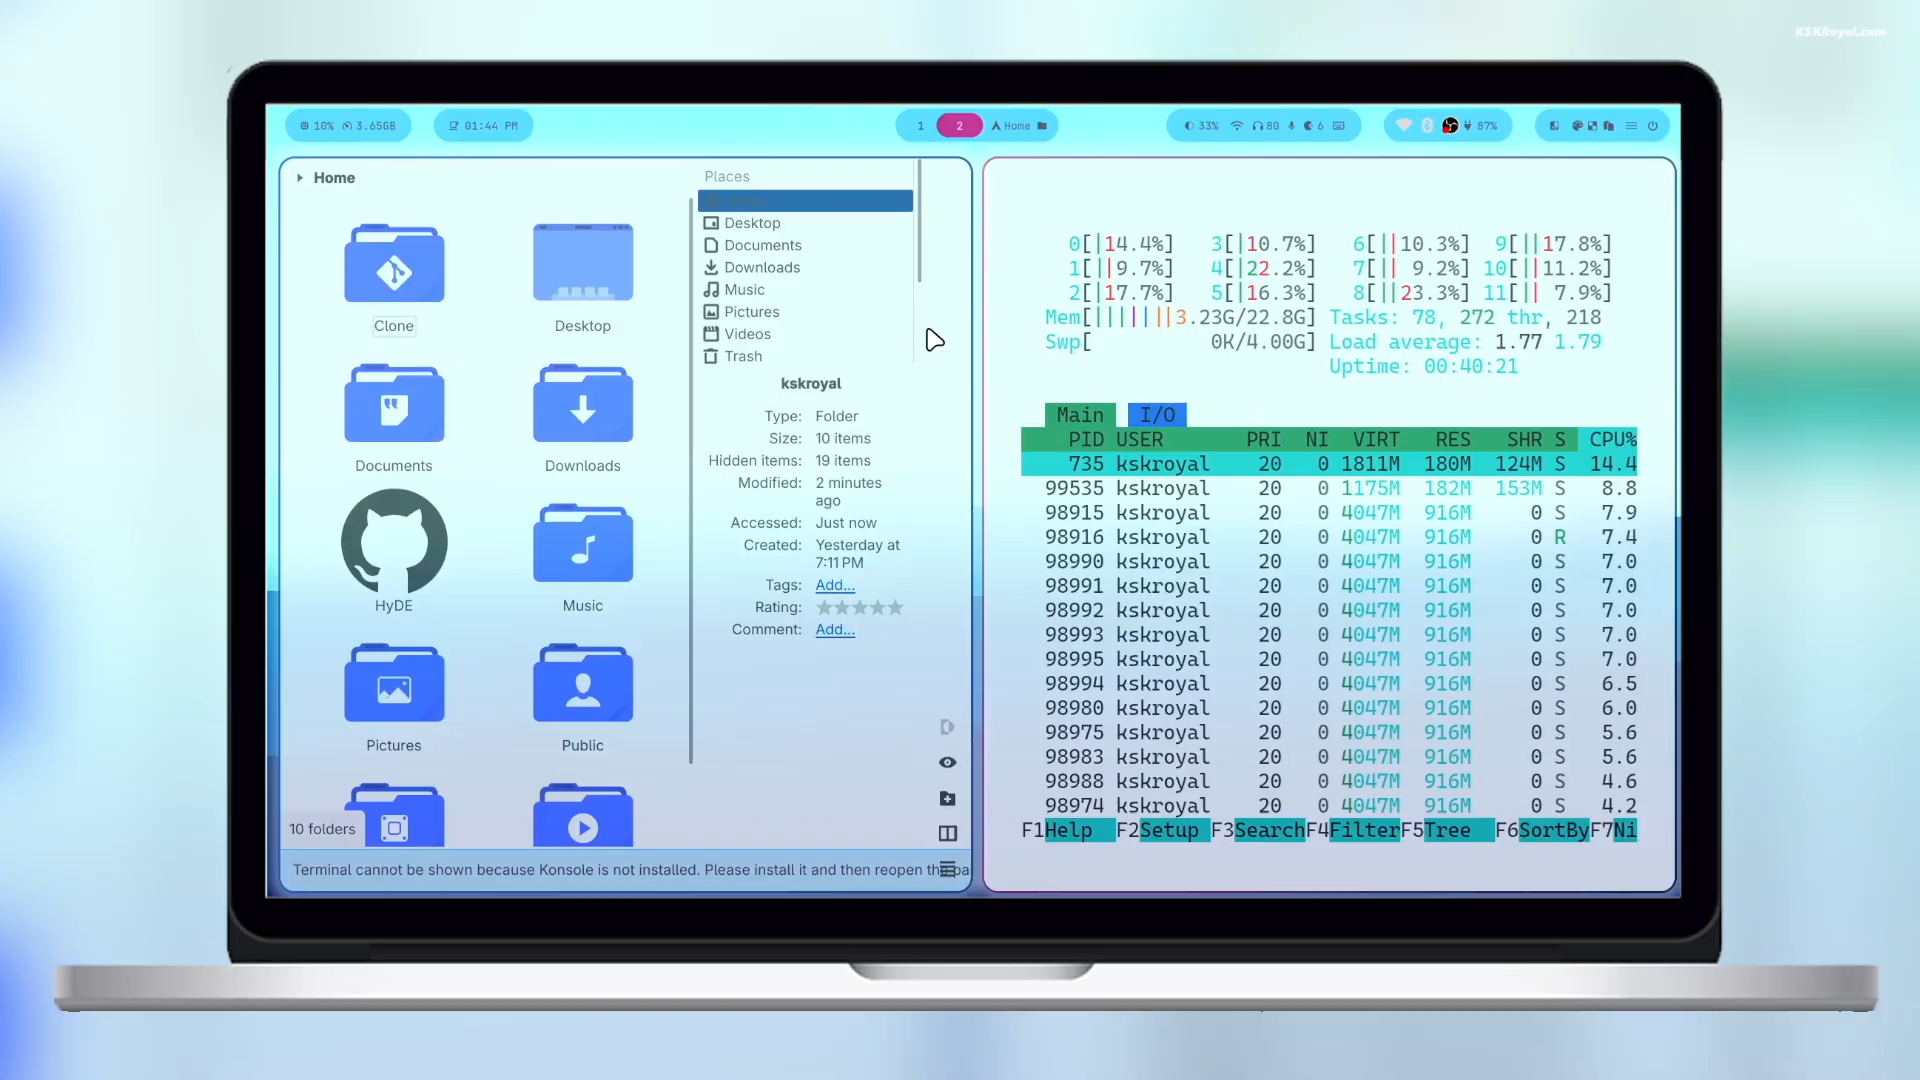 KSKRoyal.com
10% 3.65GB
01:44 PM
1 2 Home
33% 80 6
87%
Home
Clone
Desktop
Documents
Downloads
HyDE
Music
Pictures
Public
10 folders
Places
Desktop
Documents
Downloads
Music
Pictures
Videos
Trash
kskroyal
Type: Folder
Size: 10 items
Hidden items: 19 items
Modified: 2 minutes
ago
Accessed: Just now
Created: Yesterday at
7:11 PM
Tags: Add...
Rating:
Comment: Add...
Terminal cannot be shown because Konsole is not installed. Please install it and then reopen the pa
0[|14.4%] 3[|10.7%] 6[||10.3%] 9[||17.8%]
1[||9.7%] 4[|22.2%] 7[|| 9.2%] 10[||11.2%]
2[|17.7%] 5[|16.3%] 8[||23.3%] 11[|| 7.9%]
Mem[|||||||3.23G/22.8G] Tasks: 78, 272 thr, 218
Swp[ 0K/4.00G] Load average: 1.77 1.79
Uptime: 00:40:21
Main I/O
PID USER PRI NI VIRT RES SHR S CPU%
735 kskroyal 20 0 1811M 180M 124M S 14.4
99535 kskroyal 20 0 1175M 182M 153M S 8.8
98915 kskroyal 20 0 4047M 916M 0 S 7.9
98916 kskroyal 20 0 4047M 916M 0 R 7.4
98990 kskroyal 20 0 4047M 916M 0 S 7.0
98991 kskroyal 20 0 4047M 916M 0 S 7.0
98992 kskroyal 20 0 4047M 916M 0 S 7.0
98993 kskroyal 20 0 4047M 916M 0 S 7.0
98995 kskroyal 20 0 4047M 916M 0 S 7.0
98994 kskroyal 20 0 4047M 916M 0 S 6.5
98980 kskroyal 20 0 4047M 916M 0 S 6.0
98975 kskroyal 20 0 4047M 916M 0 S 5.6
98983 kskroyal 20 0 4047M 916M 0 S 5.6
98988 kskroyal 20 0 4047M 916M 0 S 4.6
98974 kskroyal 20 0 4047M 916M 0 S 4.2
F1Help F2Setup F3SearchF4FilterF5Tree F6SortByF7Ni